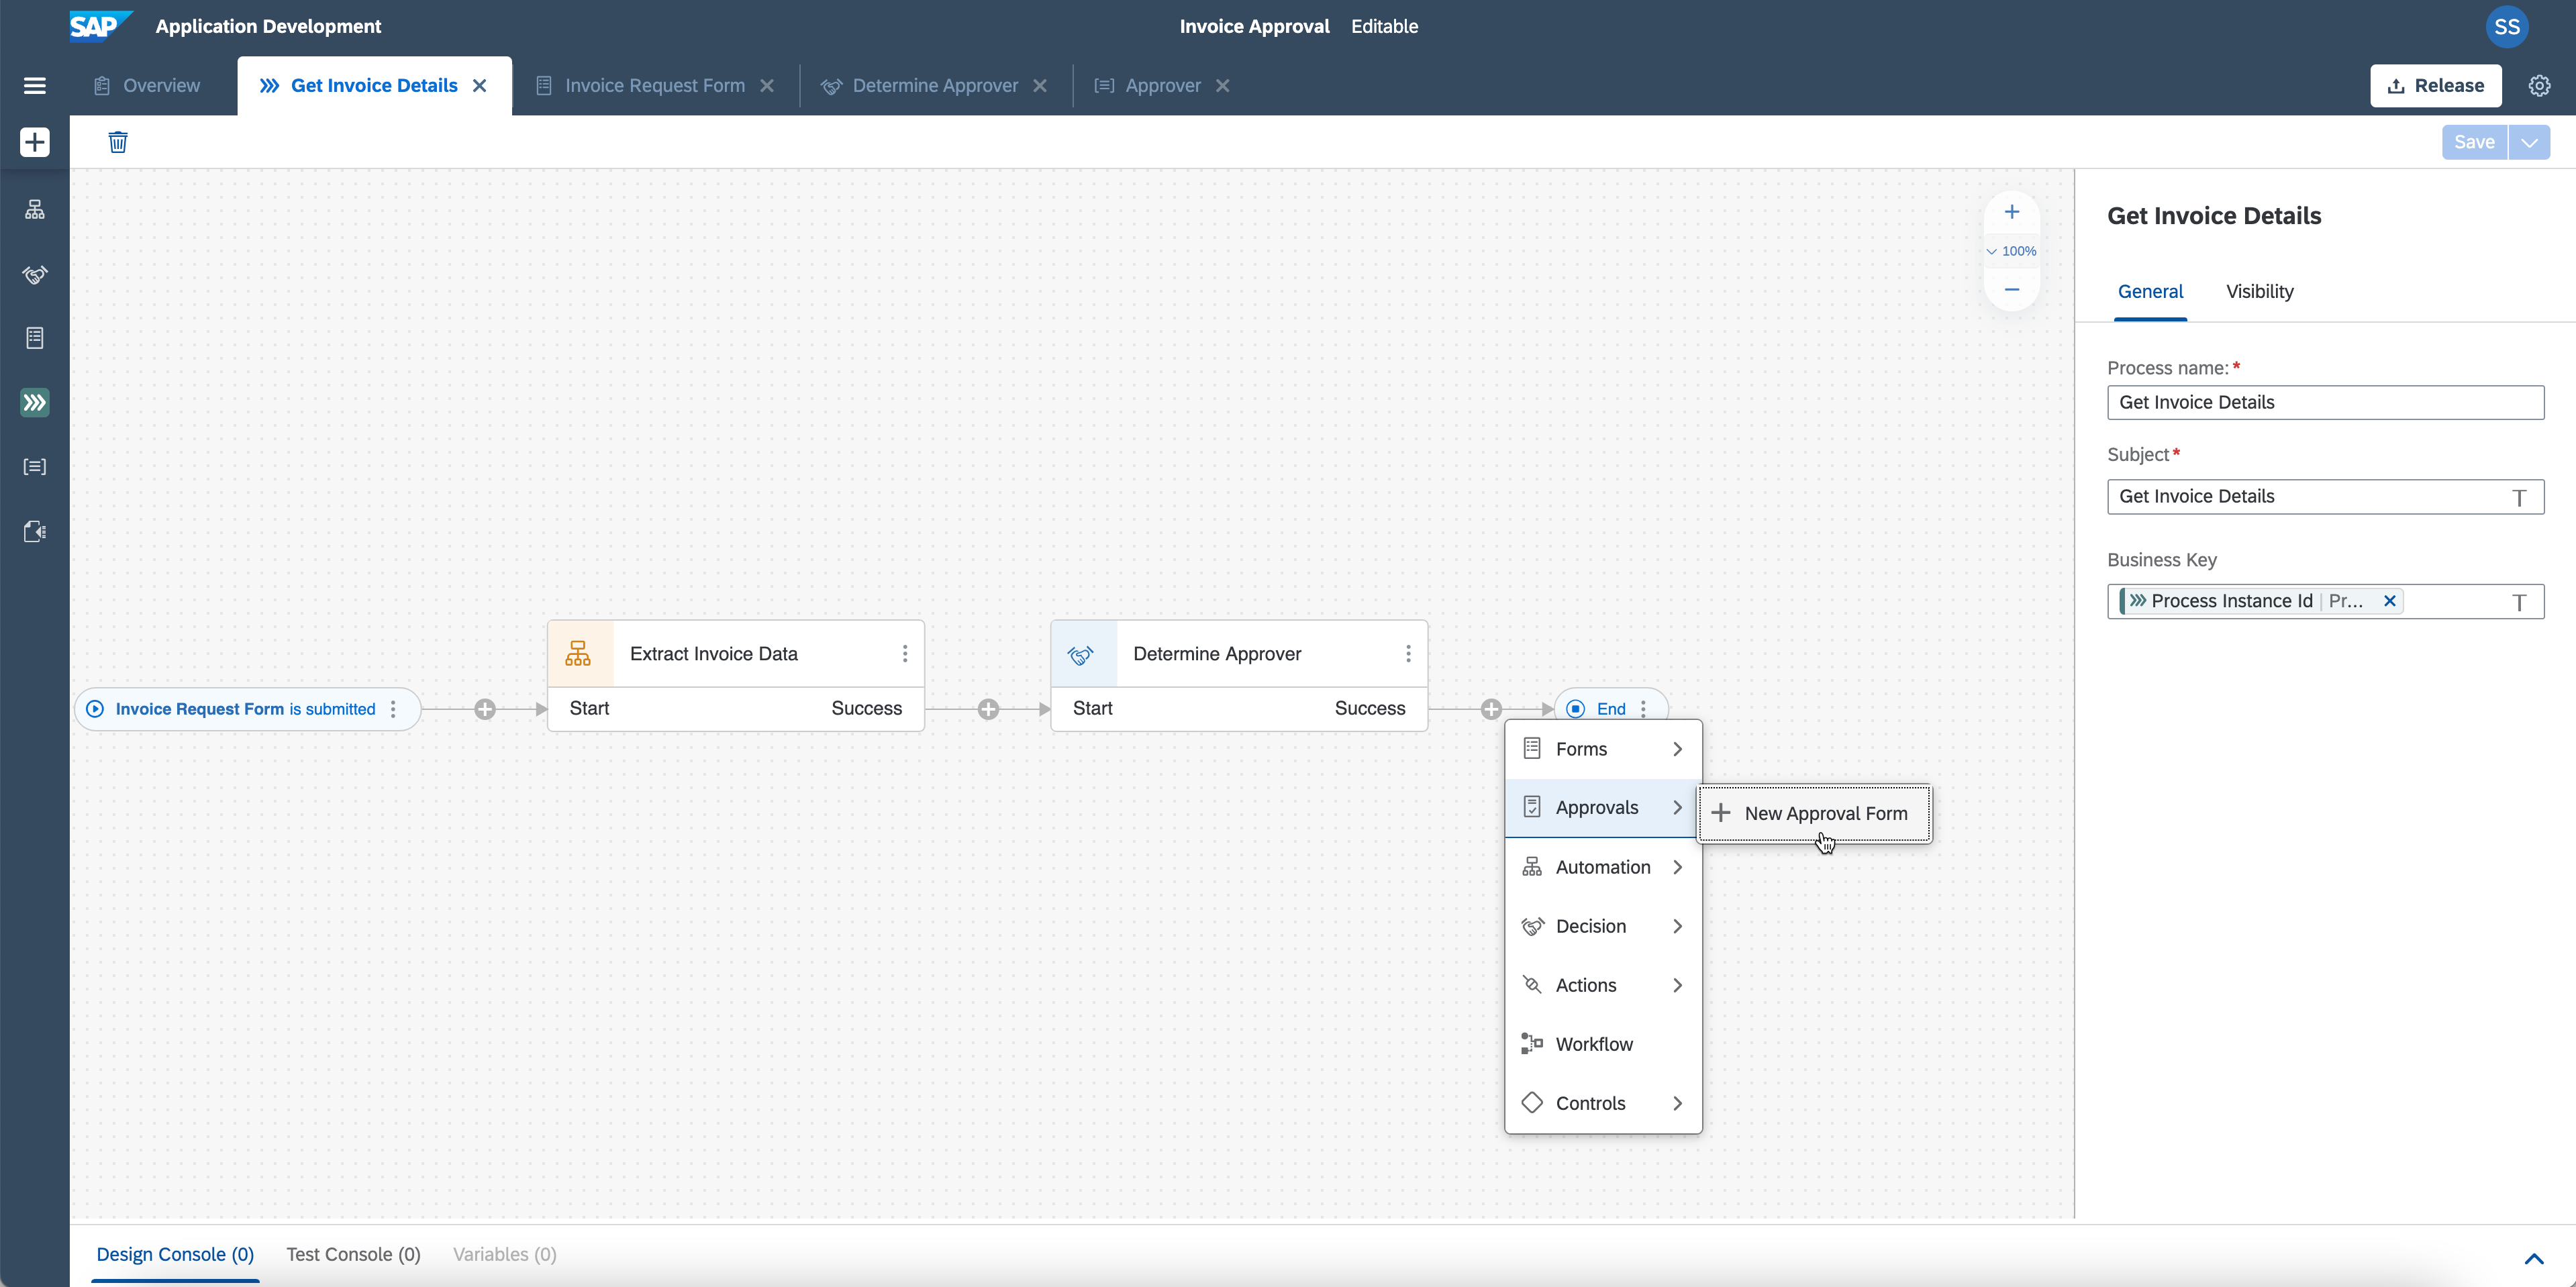 SAP Application Development
Invoice Approval Editable
SS
Overview
Get Invoice Details
Invoice Request Form
Determine Approver
Approver
Release
Save
100%
Get Invoice Details
General Visibility
Process name:*
Get Invoice Details
Subject*
Get Invoice Details
T
Business Key
Process Instance Id | Pr...
T
Invoice Request Form is submitted
Extract Invoice Data
Start Success
Determine Approver
Start Success
End
Forms
Approvals
New Approval Form
Automation
Decision
Actions
Workflow
Controls
Design Console (0) Test Console (0) Variables (0)